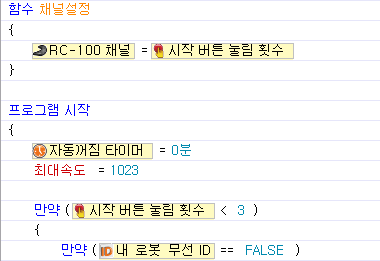 함수 채널설정
{
RC-100 채널 = 시작 버튼 눌림 횟수
}
프로그램 시작
{
자동꺼짐 타이머 = 0분
최대속도 = 1023
만약 ( 시작 버튼 눌림 횟수 < 3 )
{
만약 ( 내 로봇 무선 ID == FALSE )